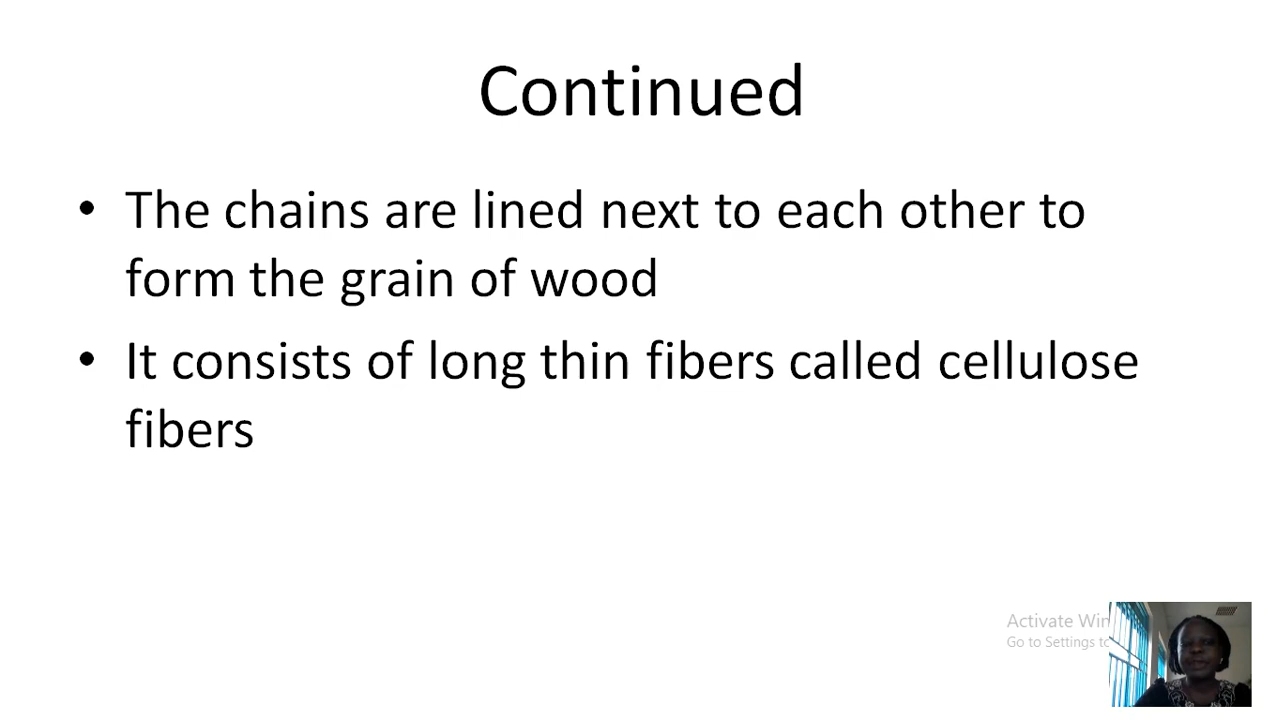 Continued
• The chains are lined next to each other to
form the grain of wood
• It consists of long thin fibers called cellulose
fibers
Activate Win
Go to Settings to